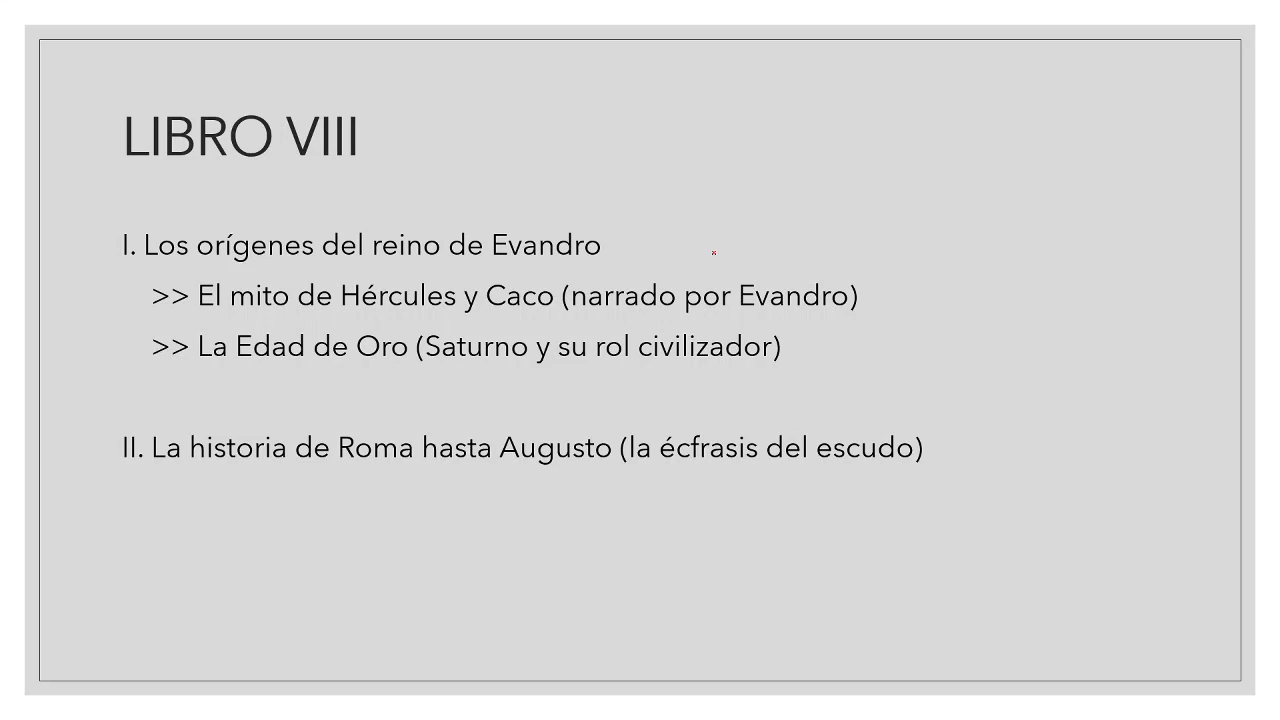 LIBRO VIII
I. Los orígenes del reino de Evandro
>> El mito de Hércules y Caco (narrado por Evandro)
>> La Edad de Oro (Saturno y su rol civilizador)
II. La historia de Roma hasta Augusto (la écfrasis del escudo)